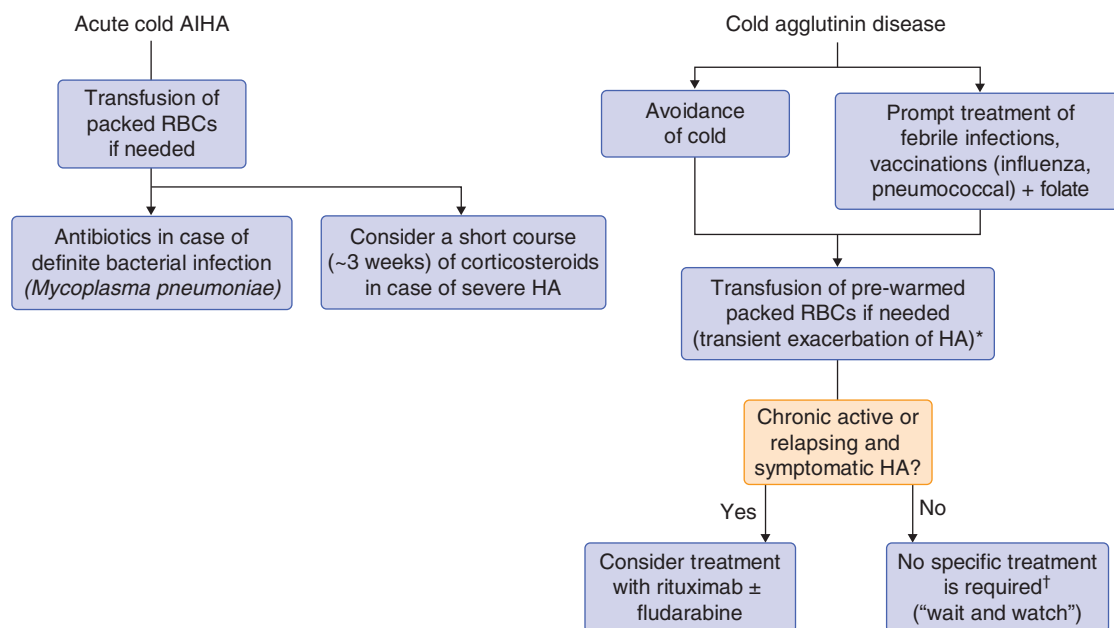 Acute cold AIHA
Transfusion of
packed RBCs
if needed
Antibiotics in case of
definite bacterial infection
(Mycoplasma pneumoniae)
Consider a short course
(~3 weeks) of corticosteroids
in case of severe HA
Cold agglutinin disease
Avoidance
of cold
Prompt treatment of
febrile infections,
vaccinations (influenza,
pneumococcal) + folate
Transfusion of pre-warmed
packed RBCs if needed
(transient exacerbation of HA)*
Chronic active or
relapsing and
symptomatic HA?
Yes
No
Consider treatment
with rituximab ±
fludarabine
No specific treatment
is required†
(“wait and watch”)